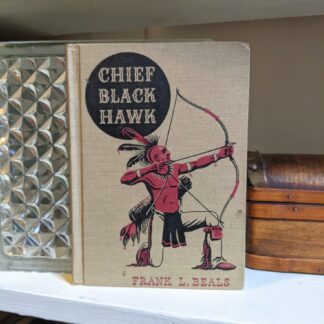 CHIEF
BLACK
HAWK
FRANK L. BEALS